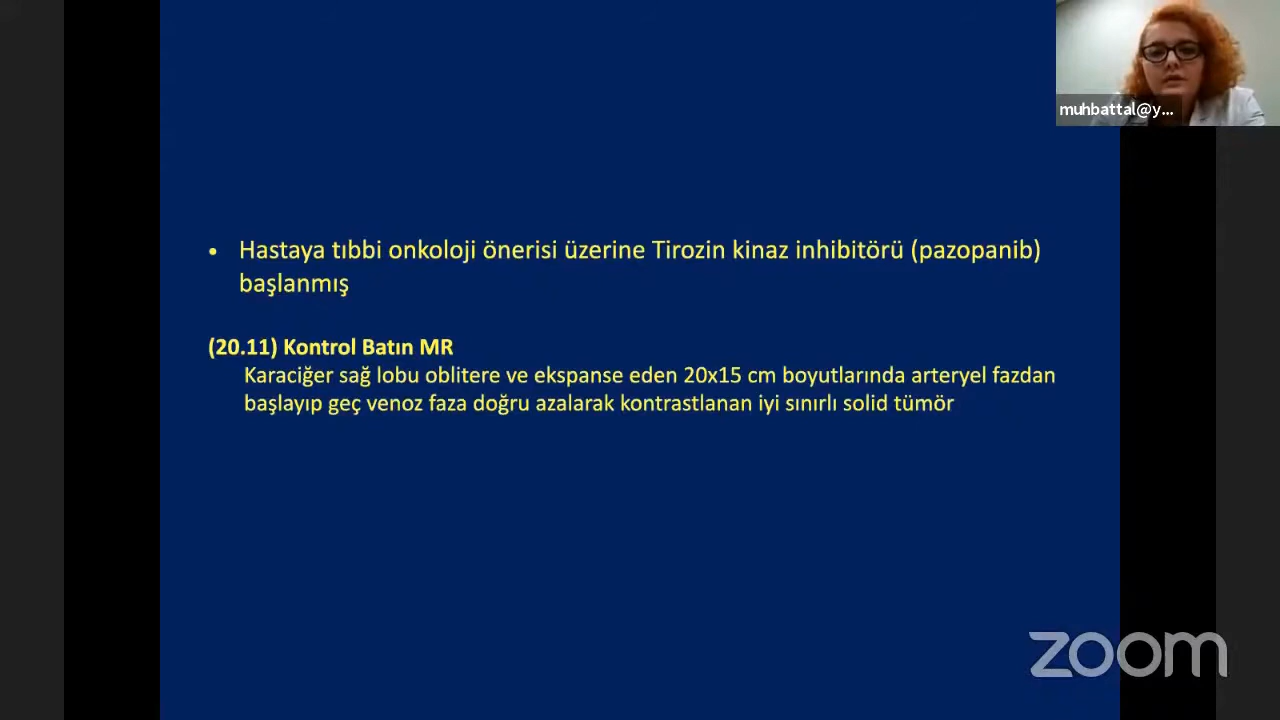 muhbattal@y...
• Hastaya tıbbi onkoloji önerisi üzerine Tirozin kinaz inhibitörü (pazopanib)
başlanmış
(20.11) Kontrol Batın MR
Karaciğer sağ lobu oblitere ve ekspanse eden 20x15 cm boyutlarında arteryel fazdan
başlayıp geç venoz faza doğru azalarak kontrastlanan iyi sınırlı solid tümör
zoom